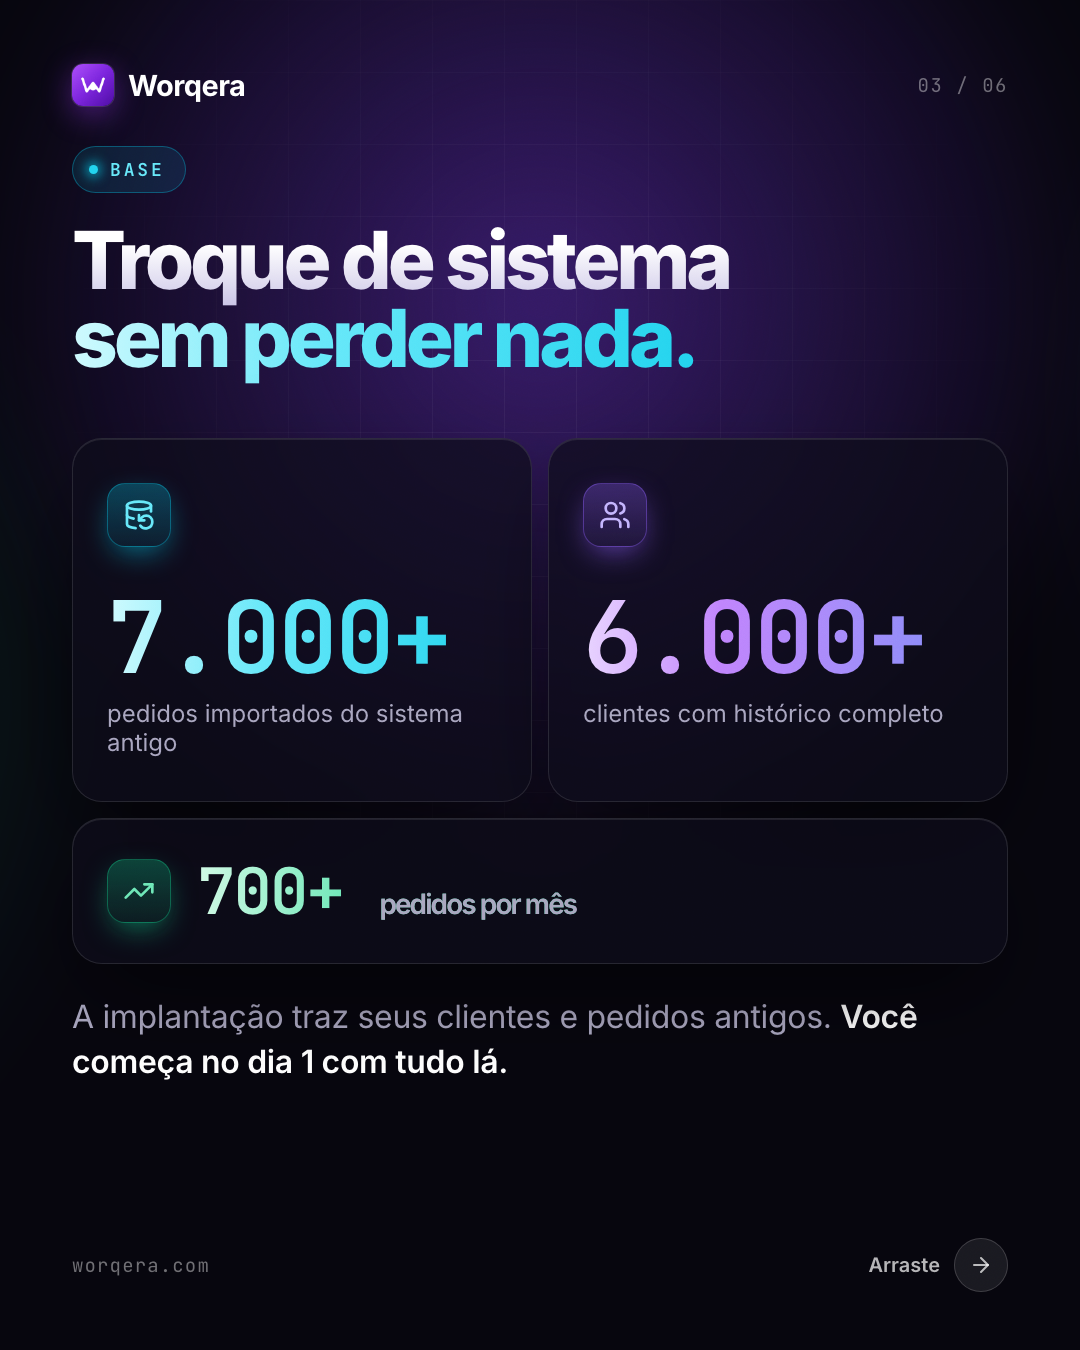 Worqera
03 / 06
BASE
Troque de sistema
sem perder nada.
7.000+
pedidos importados do sistema
antigo
6.000+
clientes com histórico completo
700+ pedidos por mês
A implantação traz seus clientes e pedidos antigos. Você
começa no dia 1 com tudo lá.
worqera.com
Arraste